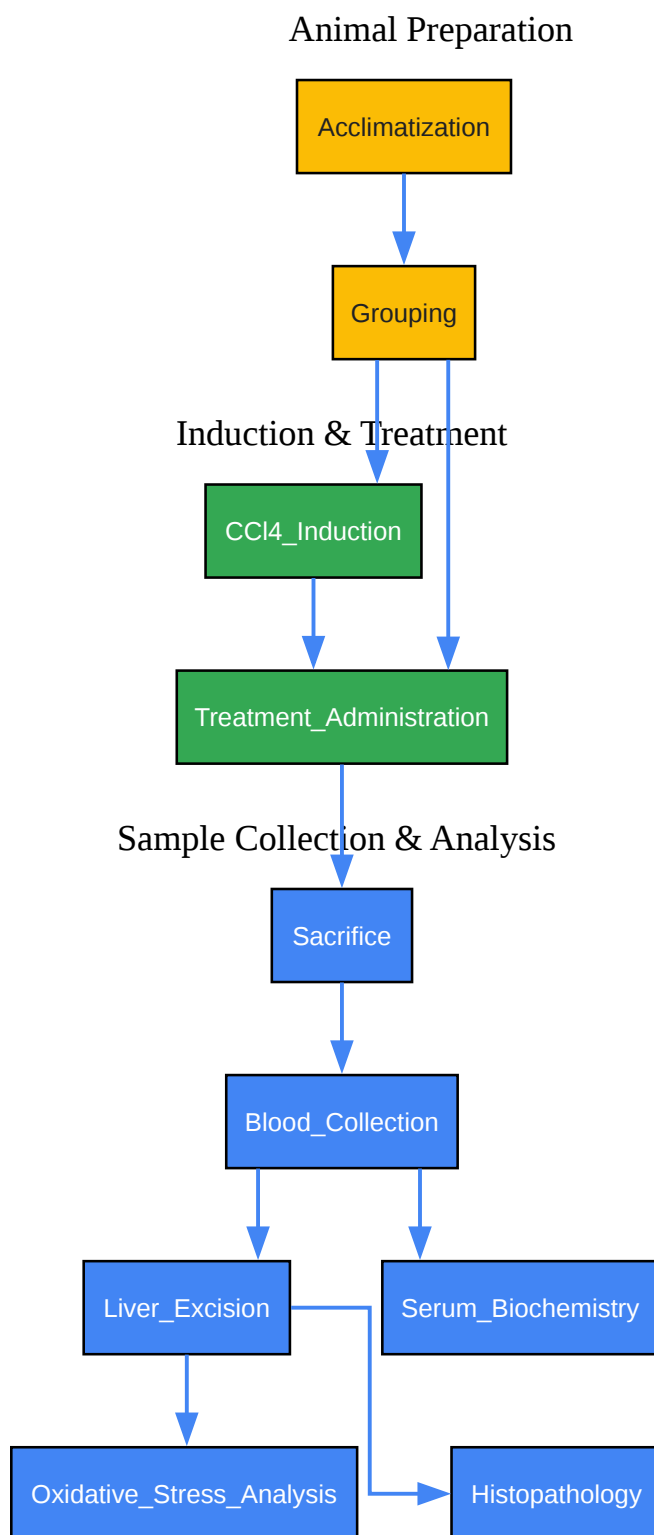 Animal Preparation
Acclimatization
Grouping
Induction & Treatment
CCl4_Induction
Treatment_Administration
Sample Collection & Analysis
Sacrifice
Blood_Collection
Liver_Excision
Serum_Biochemistry
Oxidative_Stress_Analysis
Histopathology